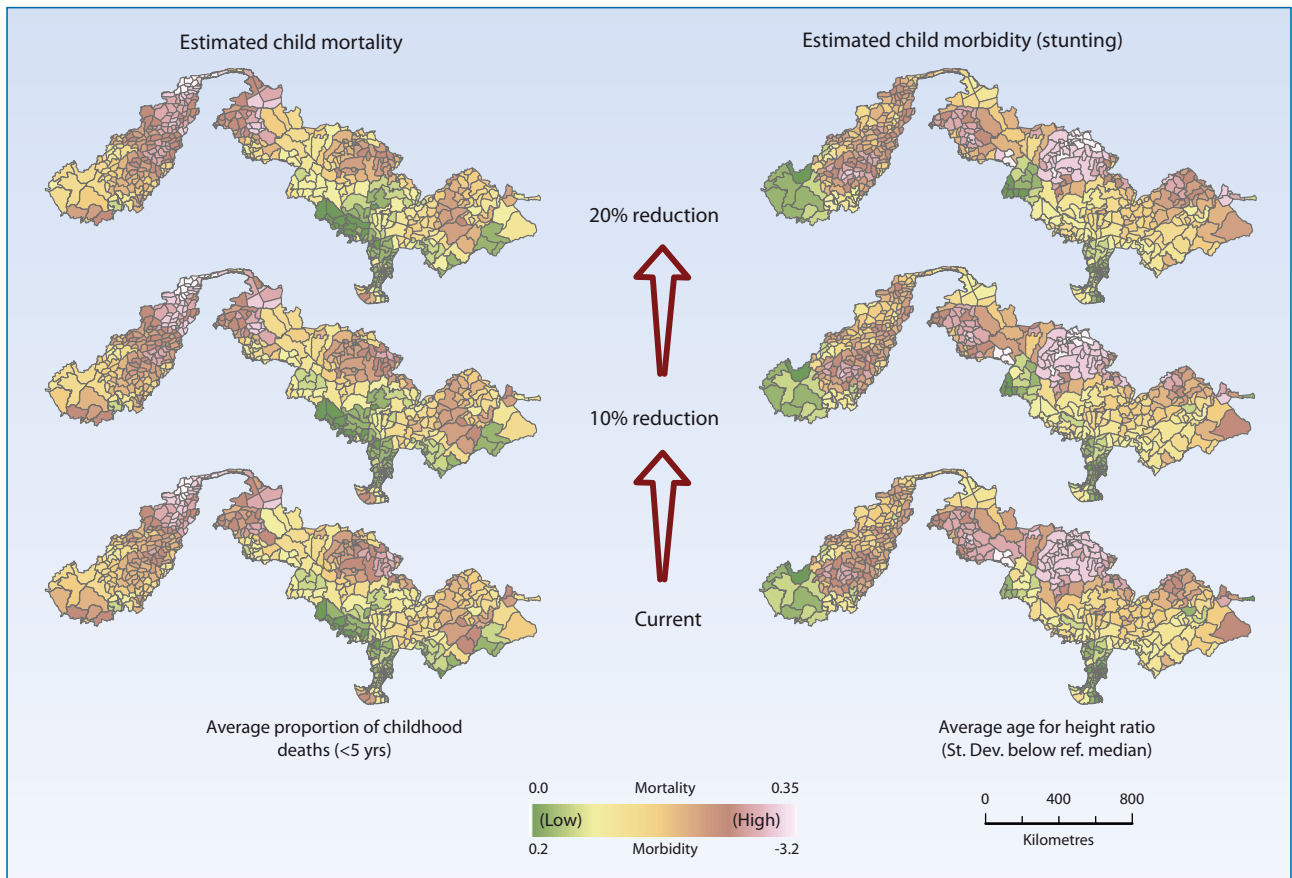 Estimated child mortality
Estimated child morbidity (stunting)
20% reduction
10% reduction
Current
Average proportion of childhood
deaths (<5 yrs)
Average age for height ratio
(St. Dev. below ref. median)
0.0 Mortality 0.35
(Low) (High)
0.2 Morbidity -3.2
0 400 800
Kilometres